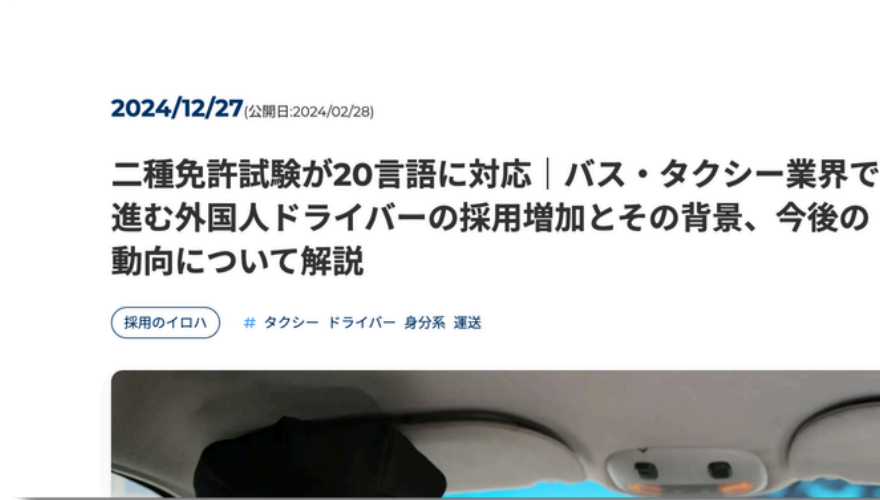 2024/12/27(公開日:2024/02/28)
二種免許試験が20言語に対応｜バス・タクシー業界で
進む外国人ドライバーの採用増加とその背景、今後の
動向について解説
採用のイロハ # タクシー ドライバー 身分系 運送